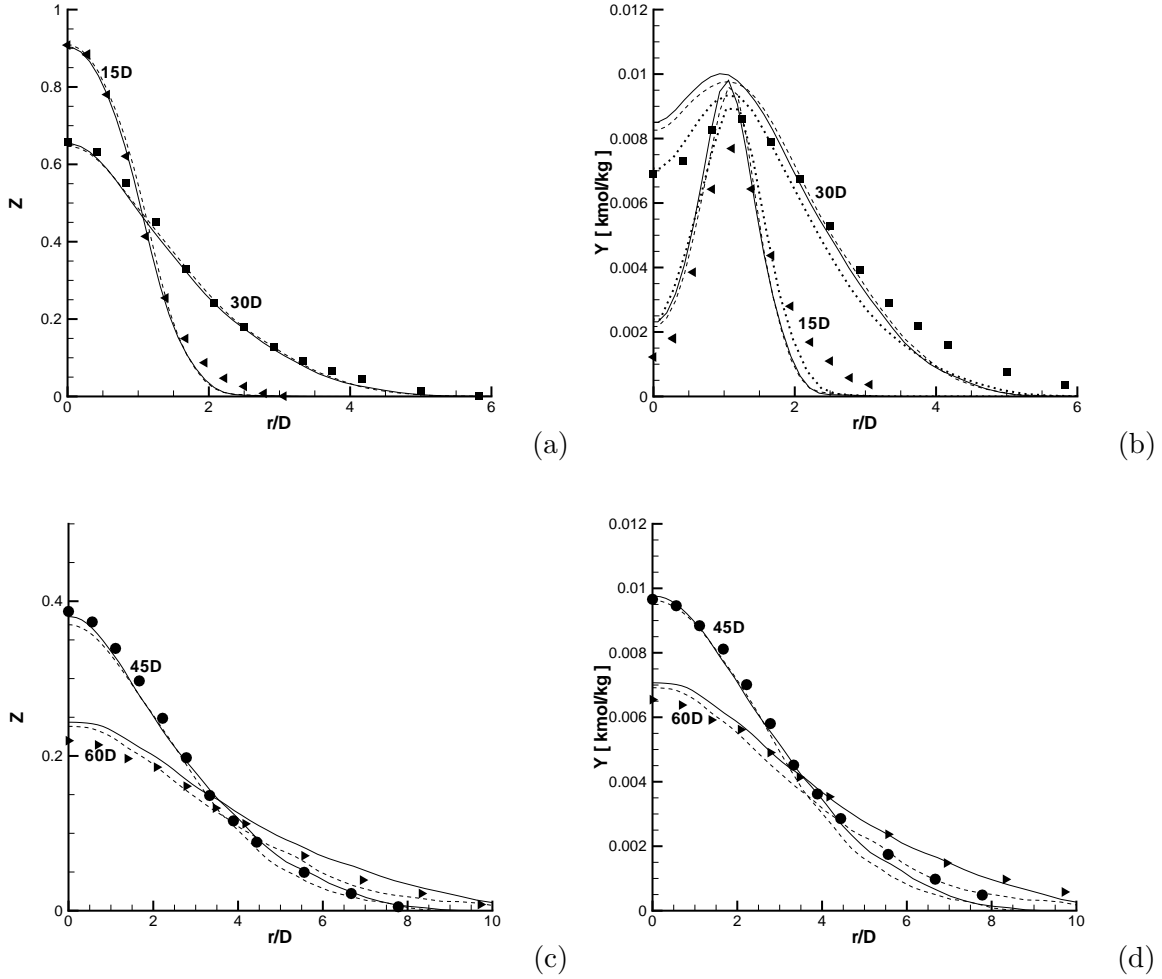 1
0.8
0.6
0.4
0.2
0
Z
15D
30D
0 2 4 6
r/D
(a)
0.012
0.01
0.008
0.006
0.004
0.002
0
Y [ kmol/kg]
30D
15D
0 2 4 6
r/D
(b)
0.4
0.2
0
Z
45D
60D
0 2 4 6 8 10
r/D
(c)
0.012
0.01
0.008
0.006
0.004
0.002
0
Y [ kmol/kg ]
45D
60D
0 2 4 6 8 10
r/D
(d)